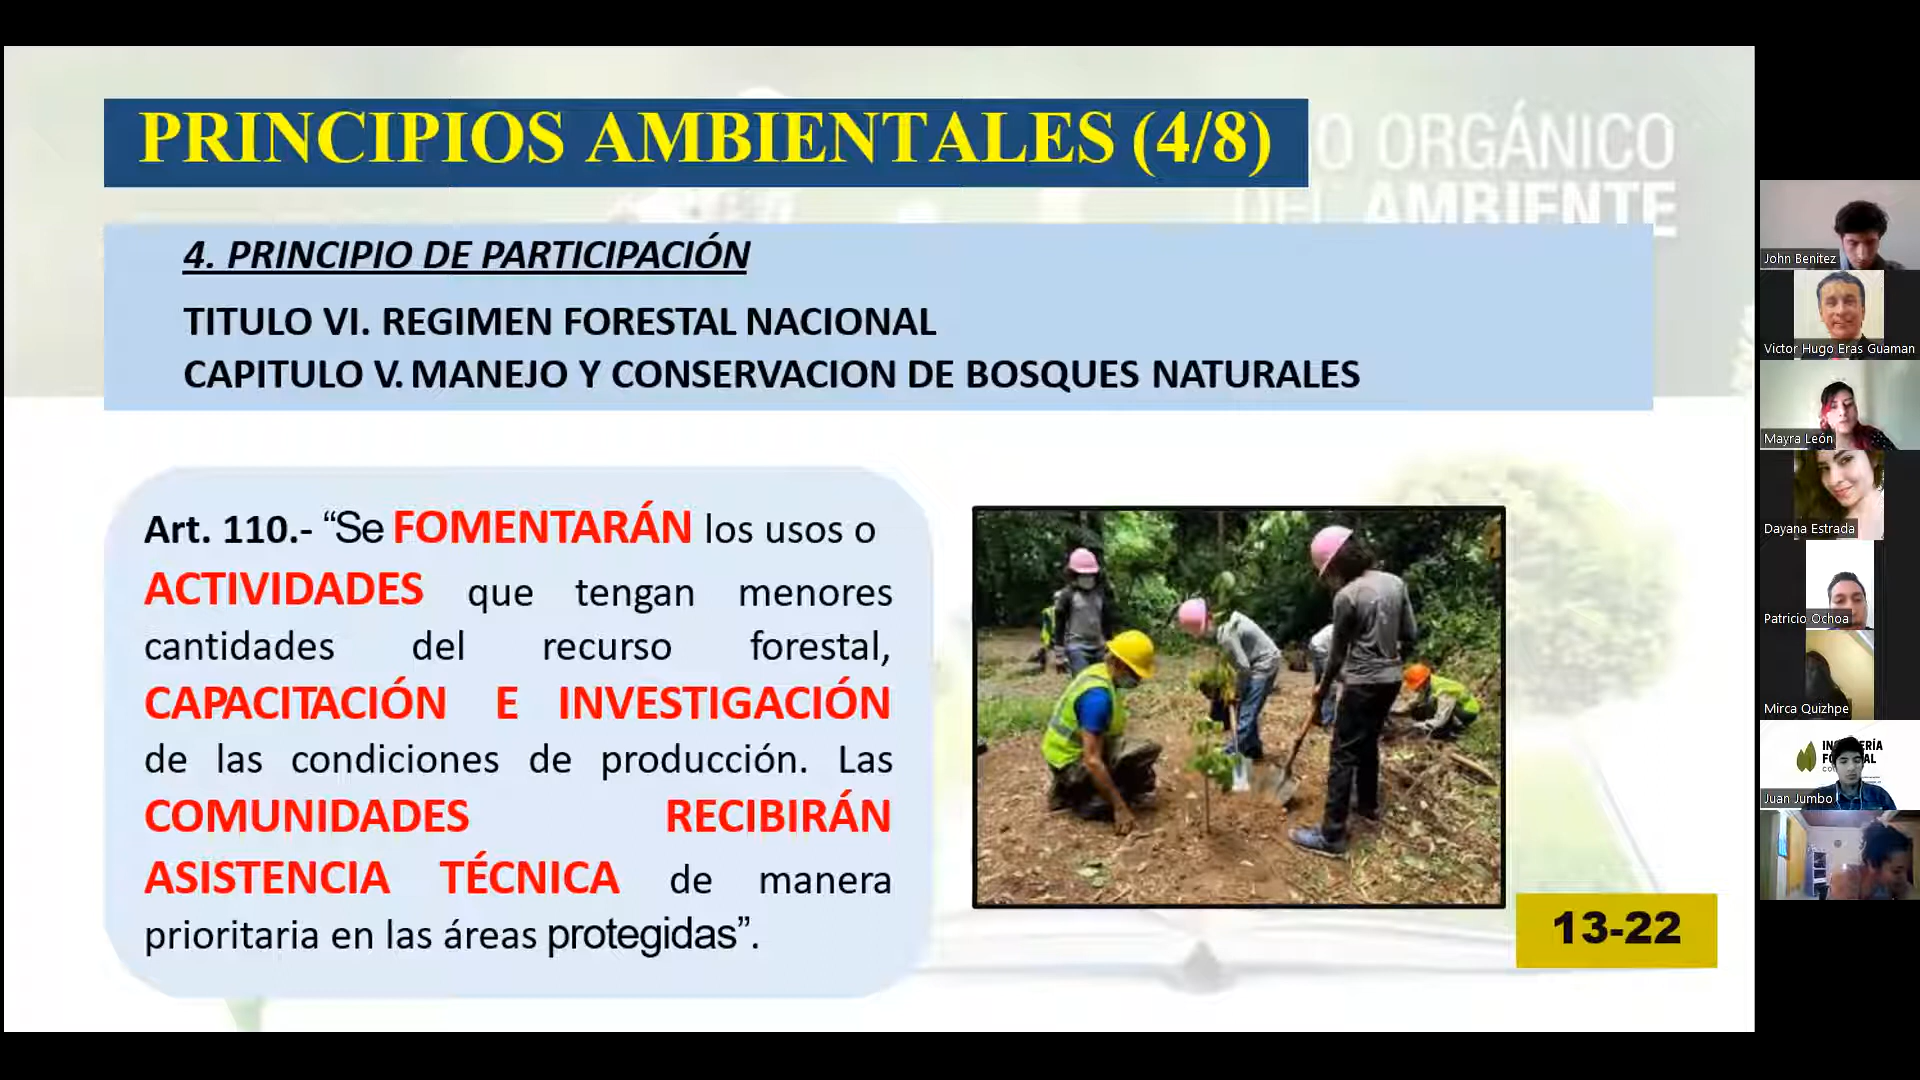 PRINCIPIOS AMBIENTALES (4/8)
O ORGÁNICO
DEL AMBIENTE
4. PRINCIPIO DE PARTICIPACIÓN
TITULO VI. REGIMEN FORESTAL NACIONAL
CAPITULO V. MANEJO Y CONSERVACION DE BOSQUES NATURALES
Art. 110.- “Se FOMENTARÁN los usos o
ACTIVIDADES que tengan menores
cantidades del recurso forestal,
CAPACITACIÓN E INVESTIGACIÓN
de las condiciones de producción. Las
COMUNIDADES RECIBIRÁN
ASISTENCIA TÉCNICA de manera
prioritaria en las áreas protegidas”.
13-22
John Benitez
Victor Hugo Eras Guaman
Mayra León
Dayana Estrada
Patricio Ochoa
Mirca Quizhpe
Juan Jumbo